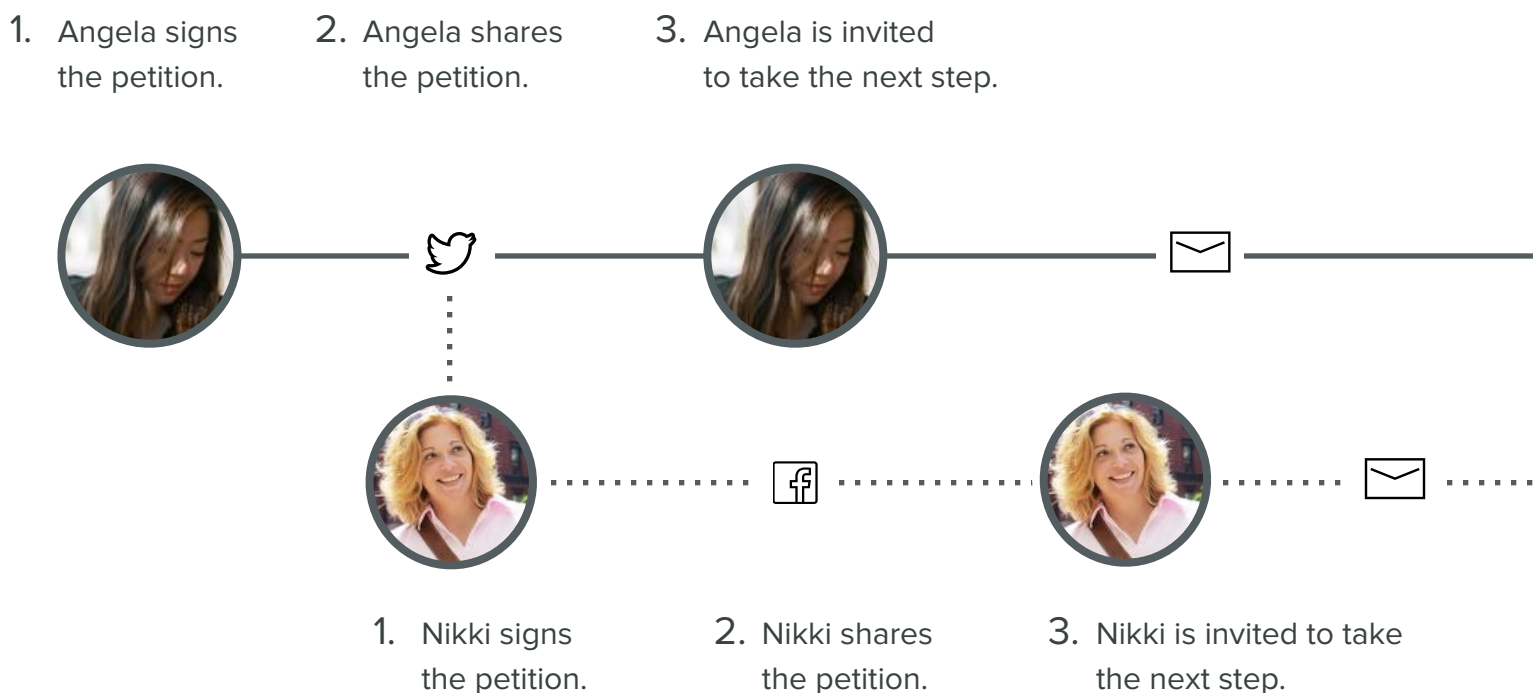 1. Angela signs
the petition.
2. Angela shares
the petition.
3. Angela is invited
to take the next step.
1. Nikki signs
the petition.
2. Nikki shares
the petition.
3. Nikki is invited to take
the next step.